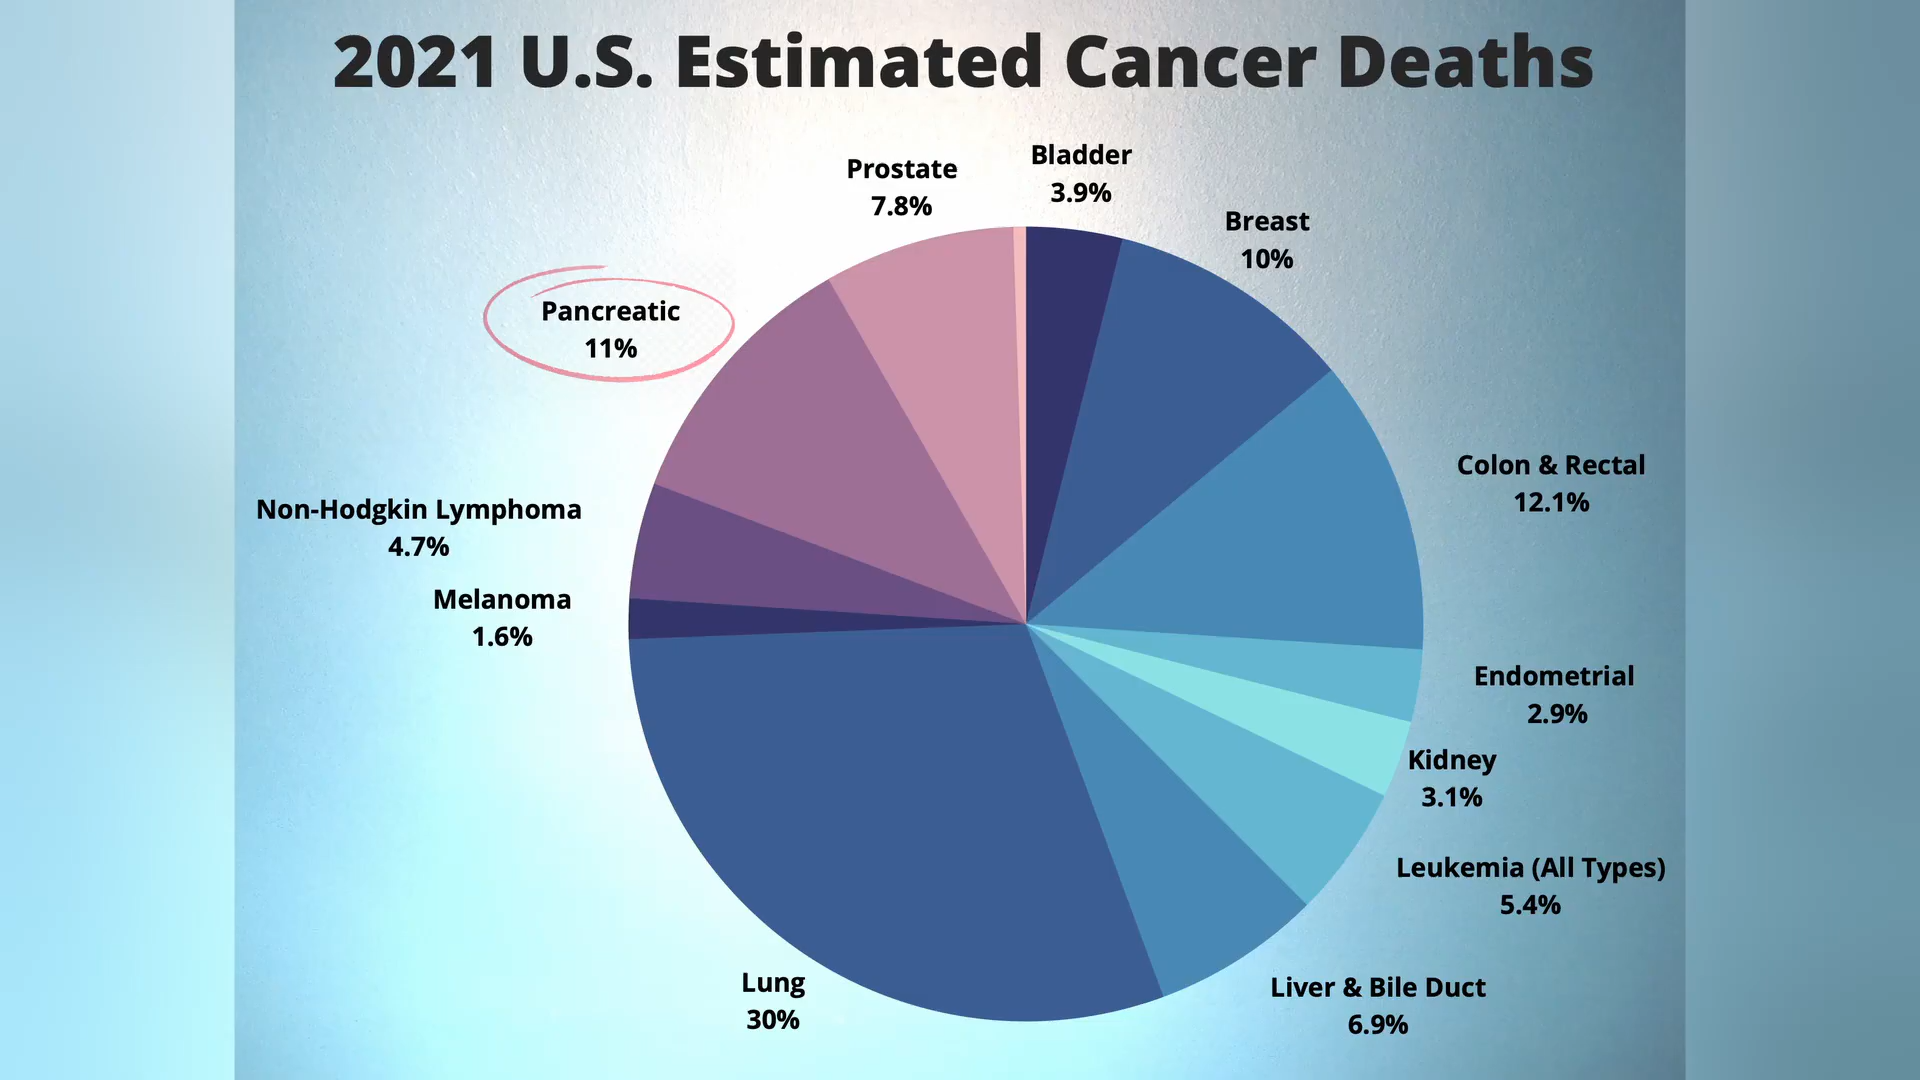 2021 U.S. Estimated Cancer Deaths
Bladder
3.9%
Prostate
7.8%
Breast
10%
Pancreatic
11%
Colon & Rectal
12.1%
Non-Hodgkin Lymphoma
4.7%
Melanoma
1.6%
Endometrial
2.9%
Kidney
3.1%
Leukemia (All Types)
5.4%
Lung
30%
Liver & Bile Duct
6.9%